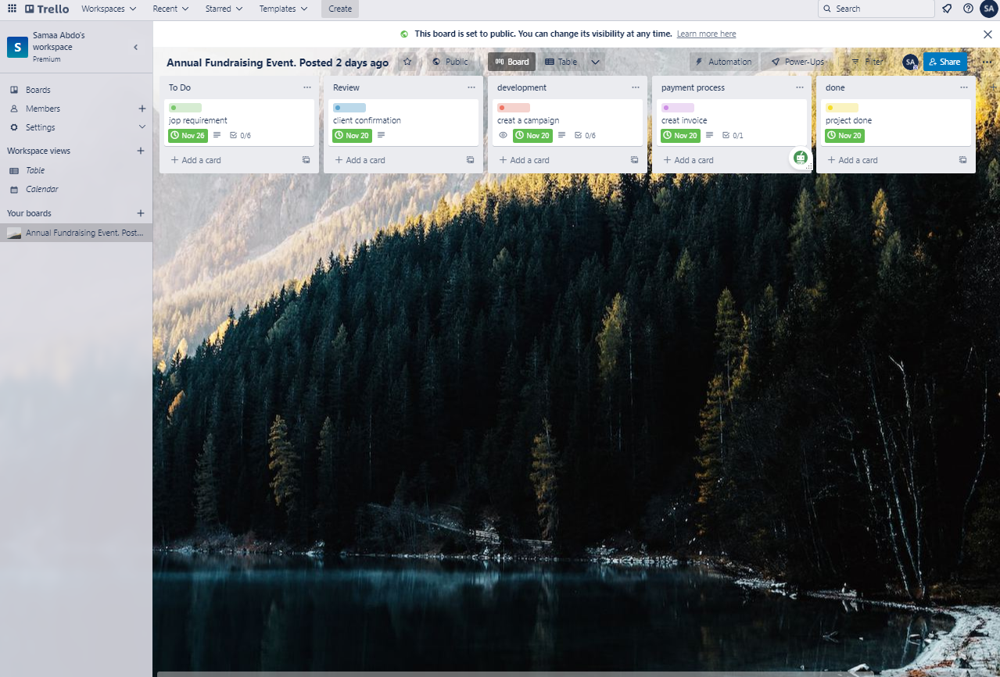 Trello Workspaces Recent Starred Templates Create Search SA
S Samaa Abdo's
workspace
Premium
This board is set to public. You can change its visibility at any time. Learn more here
Annual Fundraising Event. Posted 2 days ago Public Board Table Automation Power-Ups Filter SA Share
Boards
Members
Settings
Workspace views
Table
Calendar
Your boards
Annual Fundraising Event. Post...
To Do
jop requirement
Nov 26 0/6
Add a card
Review
client confirmation
Nov 20
Add a card
development
creat a campaign
Nov 20 0/6
Add a card
payment process
creat invoice
Nov 20 0/1
Add a card
done
project done
Nov 20
Add a card